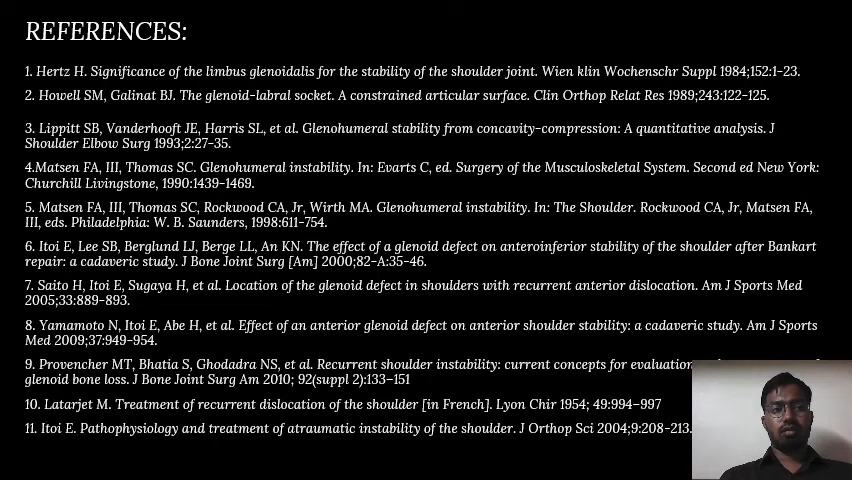 REFERENCES:
1. Hertz H. Significance of the limbus glenoidalis for the stability of the shoulder joint. Wien klin Wochenschr Suppl 1984;152:1-23.
2. Howell SM, Galinat BJ. The glenoid-labral socket. A constrained articular surface. Clin Orthop Relat Res 1989;243:122-125.
3. Lippitt SB, Vanderhooft JE, Harris SL, et al. Glenohumeral stability from concavity-compression: A quantitative analysis. J
Shoulder Elbow Surg 1993;2:27-35.
4.Matsen FA, III, Thomas SC. Glenohumeral instability. In: Evarts C, ed. Surgery of the Musculoskeletal System. Second ed New York:
Churchill Livingstone, 1990:1439-1469.
5. Matsen FA, III, Thomas SC, Rockwood CA, Jr, Wirth MA. Glenohumeral instability. In: The Shoulder. Rockwood CA, Jr, Matsen FA,
III, eds. Philadelphia: W. B. Saunders, 1998:611-754.
6. Itoi E, Lee SB, Berglund LJ, Berge LL, An KN. The effect of a glenoid defect on anteroinferior stability of the shoulder after Bankart
repair: a cadaveric study. J Bone Joint Surg [Am] 2000;82-A:35-46.
7. Saito H, Itoi E, Sugaya H, et al. Location of the glenoid defect in shoulders with recurrent anterior dislocation. Am J Sports Med
2005;33:889-893.
8. Yamamoto N, Itoi E, Abe H, et al. Effect of an anterior glenoid defect on anterior shoulder stability: a cadaveric study. Am J Sports
Med 2009;37:949-954.
9. Provencher MT, Bhatia S, Ghodadra NS, et al. Recurrent shoulder instability: current concepts for evaluation
glenoid bone loss. J Bone Joint Surg Am 2010; 92(suppl 2):133–151
10. Latarjet M. Treatment of recurrent dislocation of the shoulder [in French]. Lyon Chir 1954; 49:994–997
11. Itoi E. Pathophysiology and treatment of atraumatic instability of the shoulder. J Orthop Sci 2004;9:208-213.